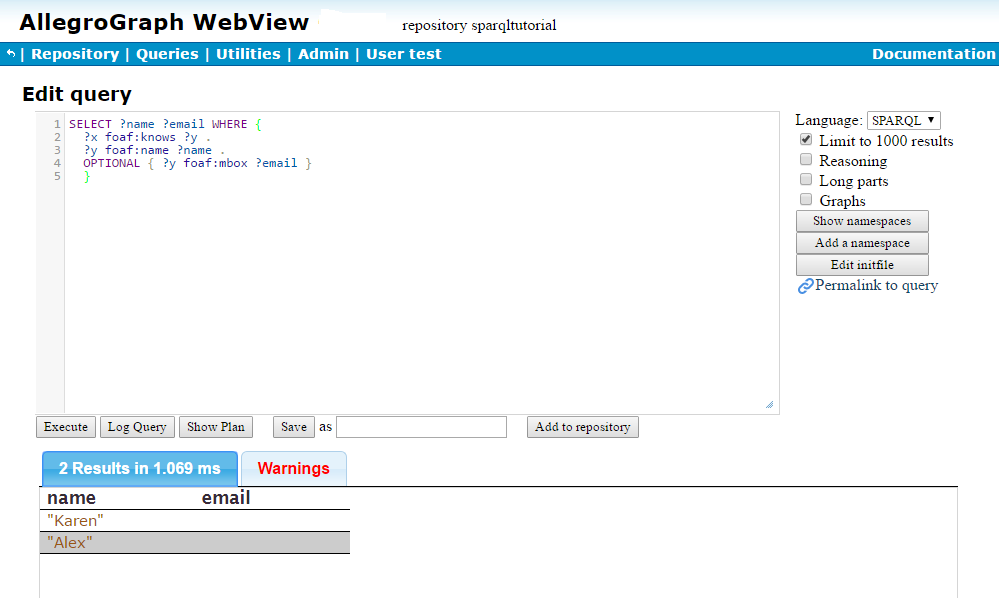 AllegroGraph WebView repository sparqltutorial
| Repository | Queries | Utilities | Admin | User test Documentation
Edit query
Language: SPARQL
1 SELECT ?name ?email WHERE {
2 ?x foaf:knows ?y .
3 ?y foaf:name ?name .
4 OPTIONAL { ?y foaf:mbox ?email }
5 }
Limit to 1000 results
Reasoning
Long parts
Graphs
Show namespaces
Add a namespace
Edit initfile
Permalink to query
Execute Log Query Show Plan Save as Add to repository
2 Results in 1.069 ms Warnings
name email
"Karen"
"Alex"